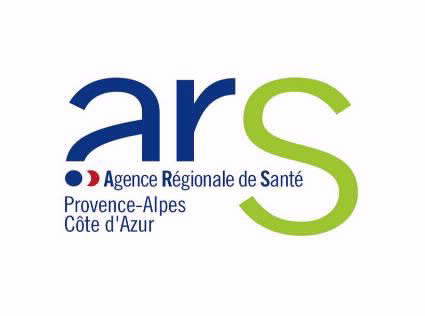 ars
Agence Régionale de Santé
Provence-Alpes
Côte d'Azur